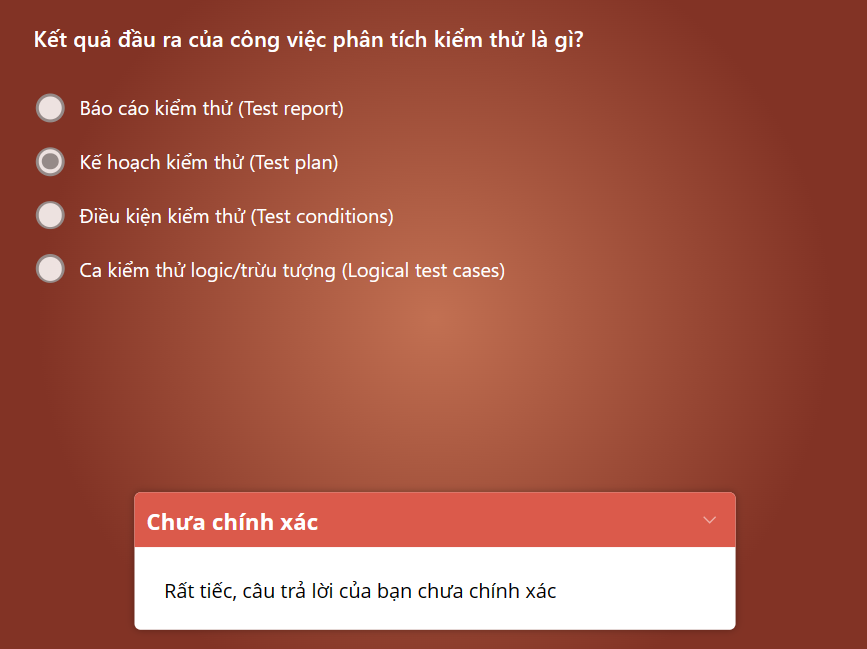 Kết quả đầu ra của công việc phân tích kiểm thử là gì?
Báo cáo kiểm thử (Test report)
Kế hoạch kiểm thử (Test plan)
Điều kiện kiểm thử (Test conditions)
Ca kiểm thử logic/trừu tượng (Logical test cases)
Chưa chính xác
Rất tiếc, câu trả lời của bạn chưa chính xác